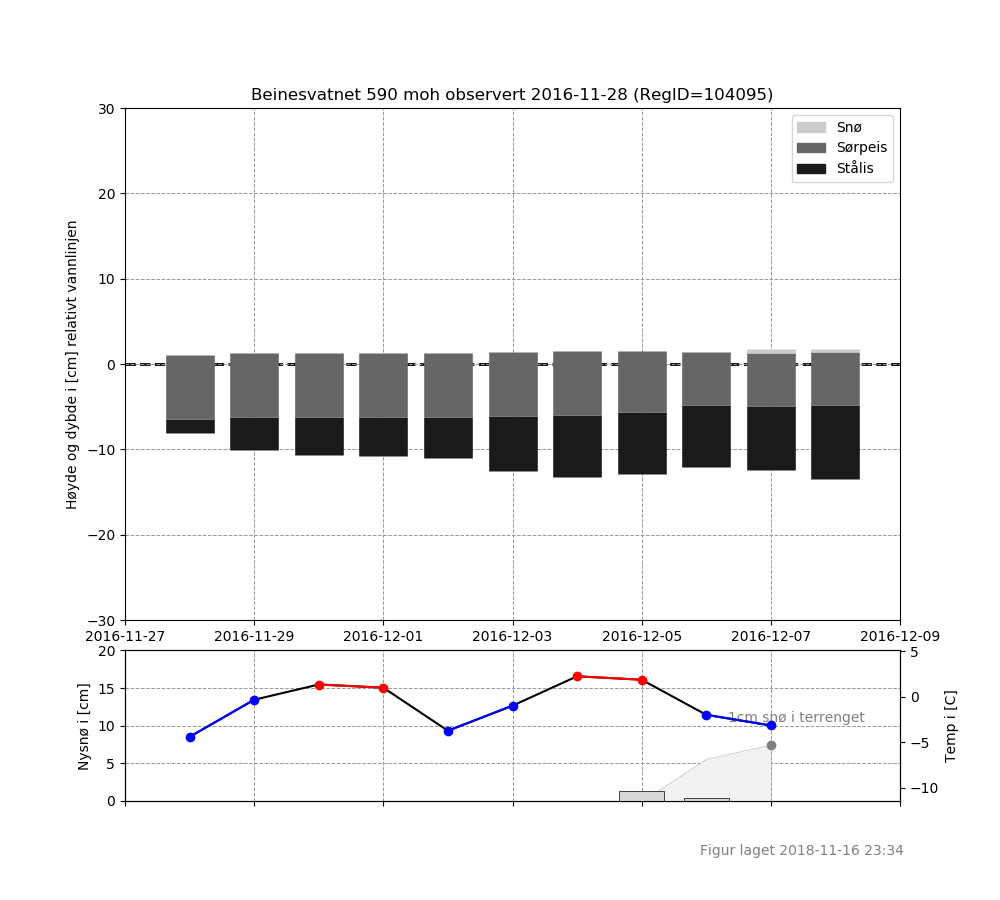 Beinesvatnet 590 moh observert 2016-11-28 (RegID=104095)
30
20
10
0
−10
−20
−30
Høyde og dybde i [cm] relativt vannlinjen
Snø
Sørpeis
Stålis
2016-11-27 2016-11-29 2016-12-01 2016-12-03 2016-12-05 2016-12-07 2016-12-09
20
15
10
5
0
Nysnø i [cm]
1cm snø i terrenget
5
0
−5
−10
Temp i [C]
Figur laget 2018-11-16 23:34